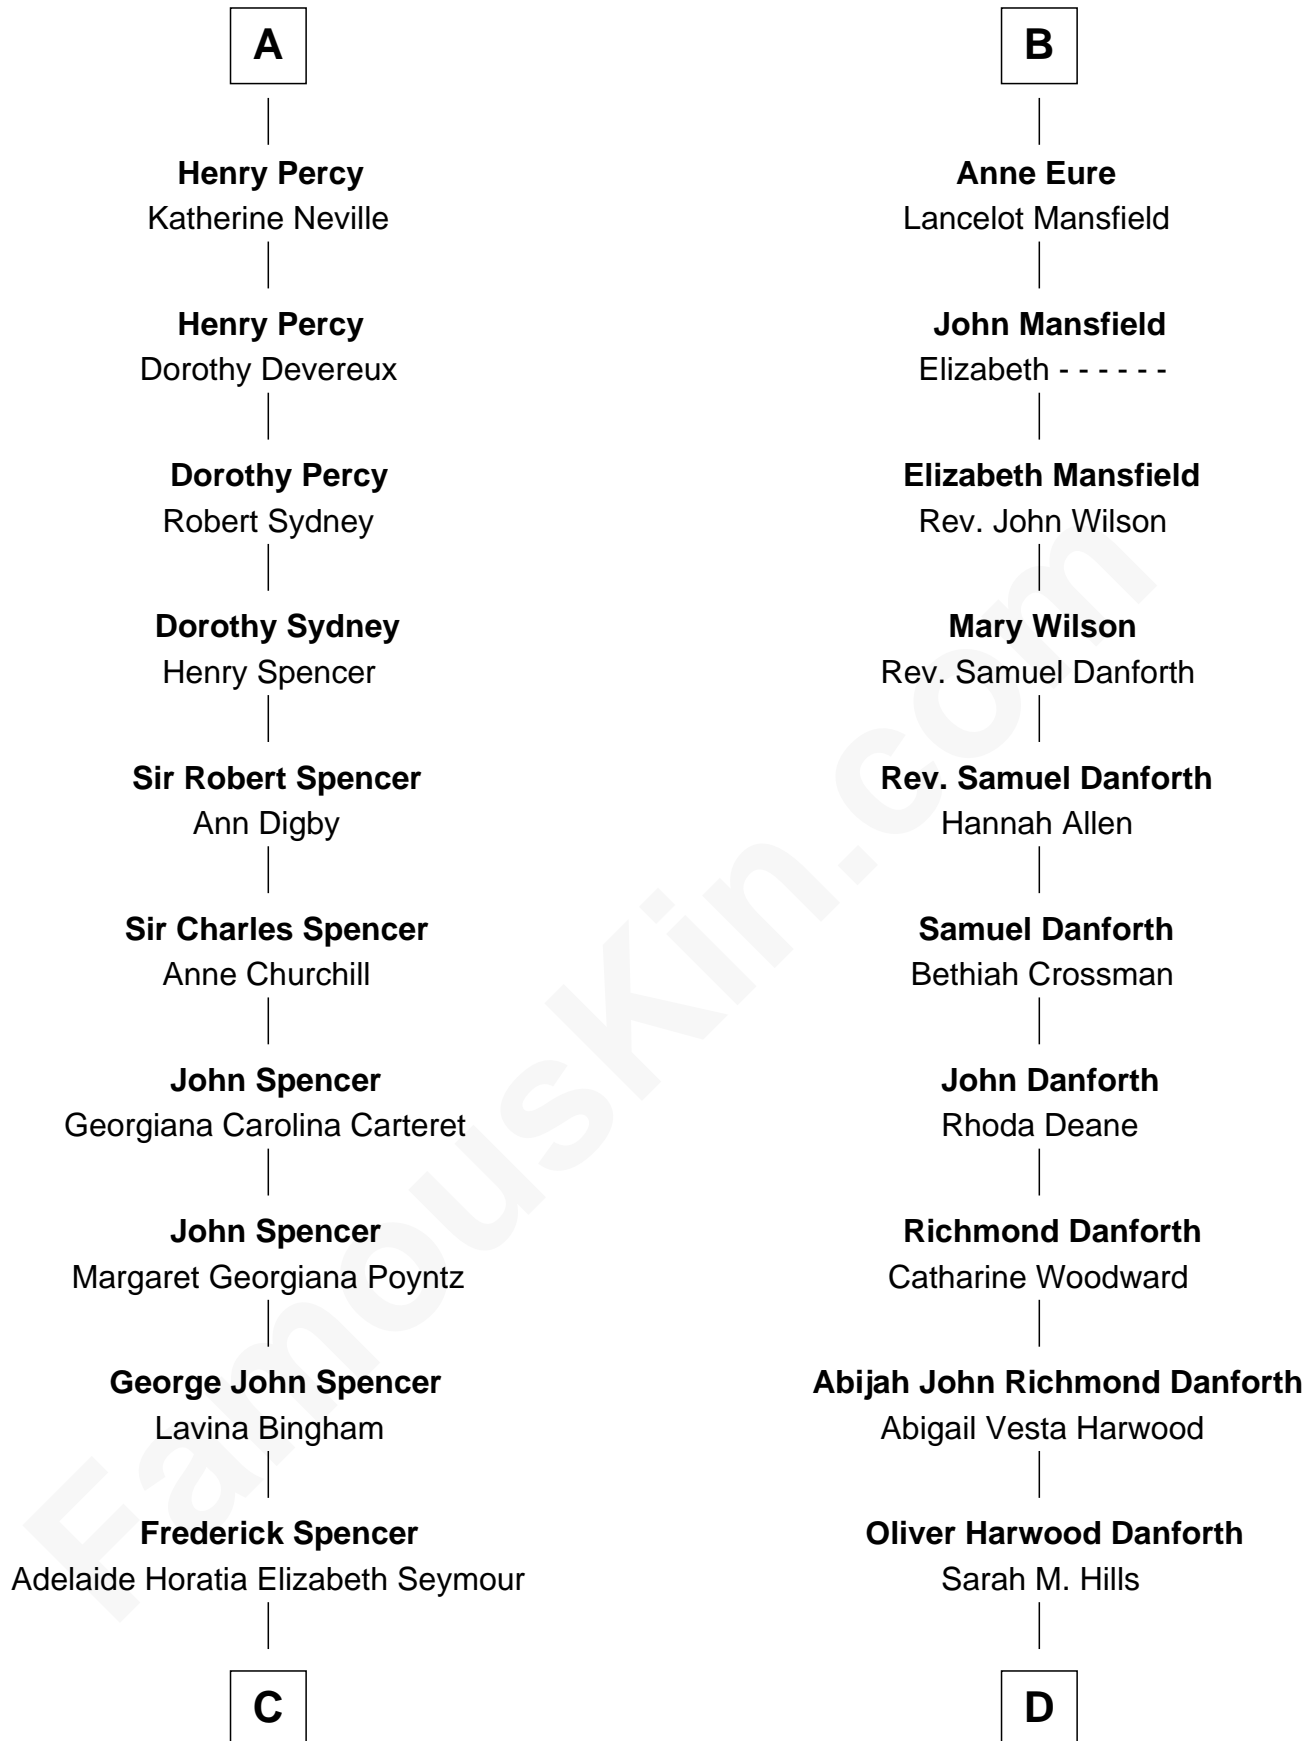 A
Henry Percy
Katherine Neville
Henry Percy
Dorothy Devereux
Dorothy Percy
Robert Sydney
Dorothy Sydney
Henry Spencer
Sir Robert Spencer
Ann Digby
Sir Charles Spencer
Anne Churchill
John Spencer
Georgiana Carolina Carteret
John Spencer
Margaret Georgiana Poyntz
George John Spencer
Lavina Bingham
Frederick Spencer
Adelaide Horatia Elizabeth Seymour
C
B
Anne Eure
Lancelot Mansfield
John Mansfield
Elizabeth - - - - - -
Elizabeth Mansfield
Rev. John Wilson
Mary Wilson
Rev. Samuel Danforth
Rev. Samuel Danforth
Hannah Allen
Samuel Danforth
Bethiah Crossman
John Danforth
Rhoda Deane
Richmond Danforth
Catharine Woodward
Abijah John Richmond Danforth
Abigail Vesta Harwood
Oliver Harwood Danforth
Sarah M. Hills
D
FamousKin.com